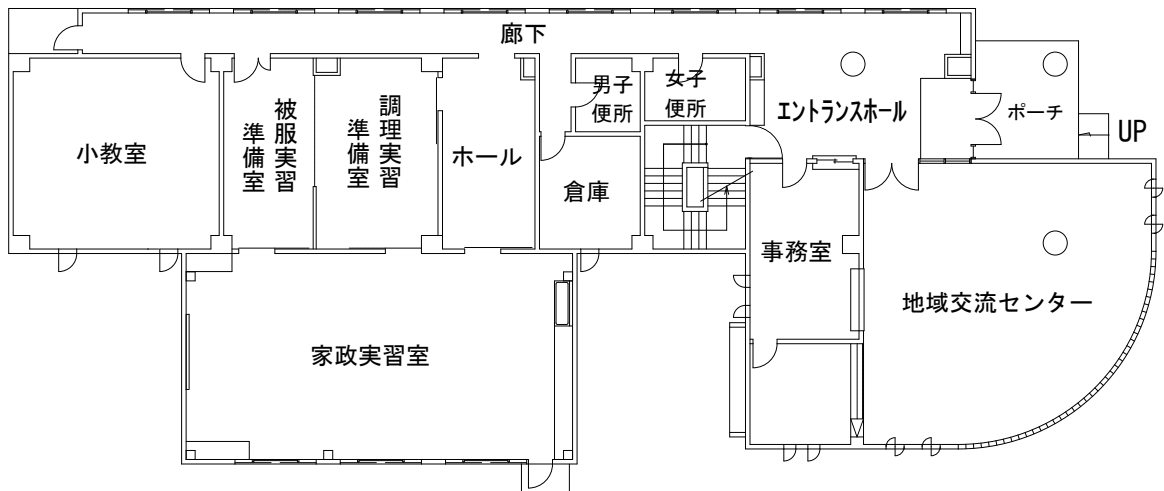 廊下
男子
便所
女子
便所
エントランスホール
ポーチ
UP
小教室
被服実習
準備室
調理実習
準備室
ホール
倉庫
事務室
地域交流センター
家政実習室